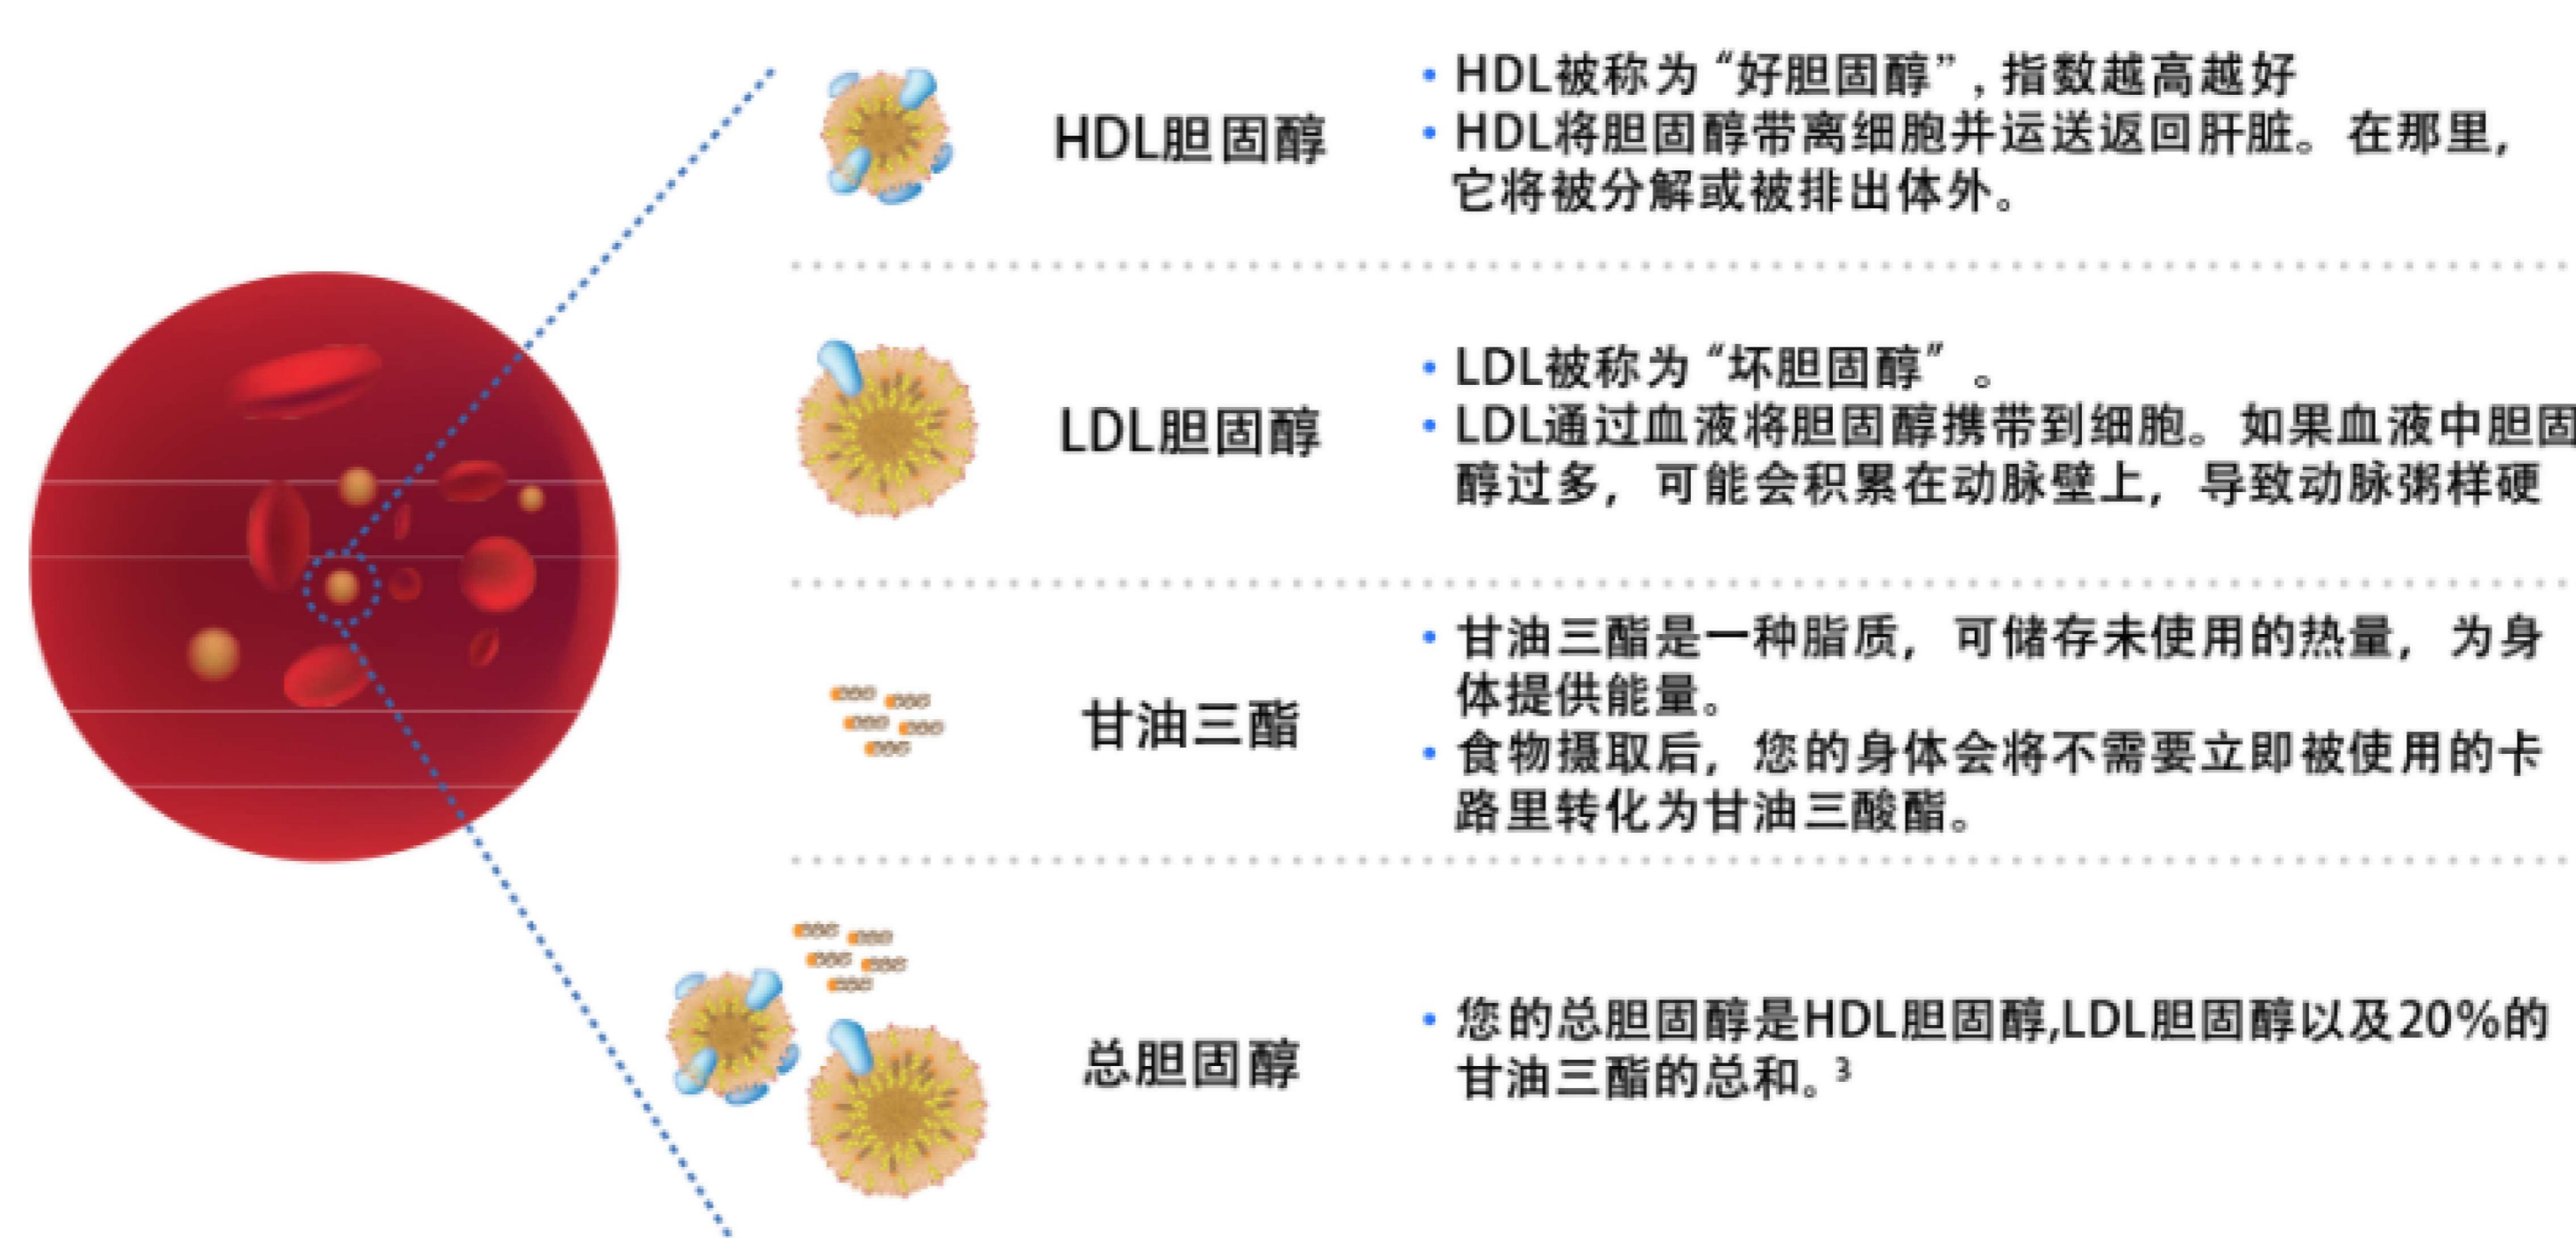 HDL胆固醇
• HDL被称为“好胆固醇”, 指数越高越好
• HDL将胆固醇带离细胞并运送返回肝脏。在那里，
它将被分解或被排出体外。
LDL胆固醇
• LDL被称为“坏胆固醇”。
• LDL通过血液将胆固醇携带到细胞。如果血液中胆固
醇过多，可能会积累在动脉壁上，导致动脉粥样硬
甘油三酯
• 甘油三酯是一种脂质，可储存未使用的热量，为身
体提供能量。
• 食物摄取后，您的身体会将不需要立即被使用的卡
路里转化为甘油三酸酯。
总胆固醇
• 您的总胆固醇是HDL胆固醇,LDL胆固醇以及20%的
甘油三酯的总和。³